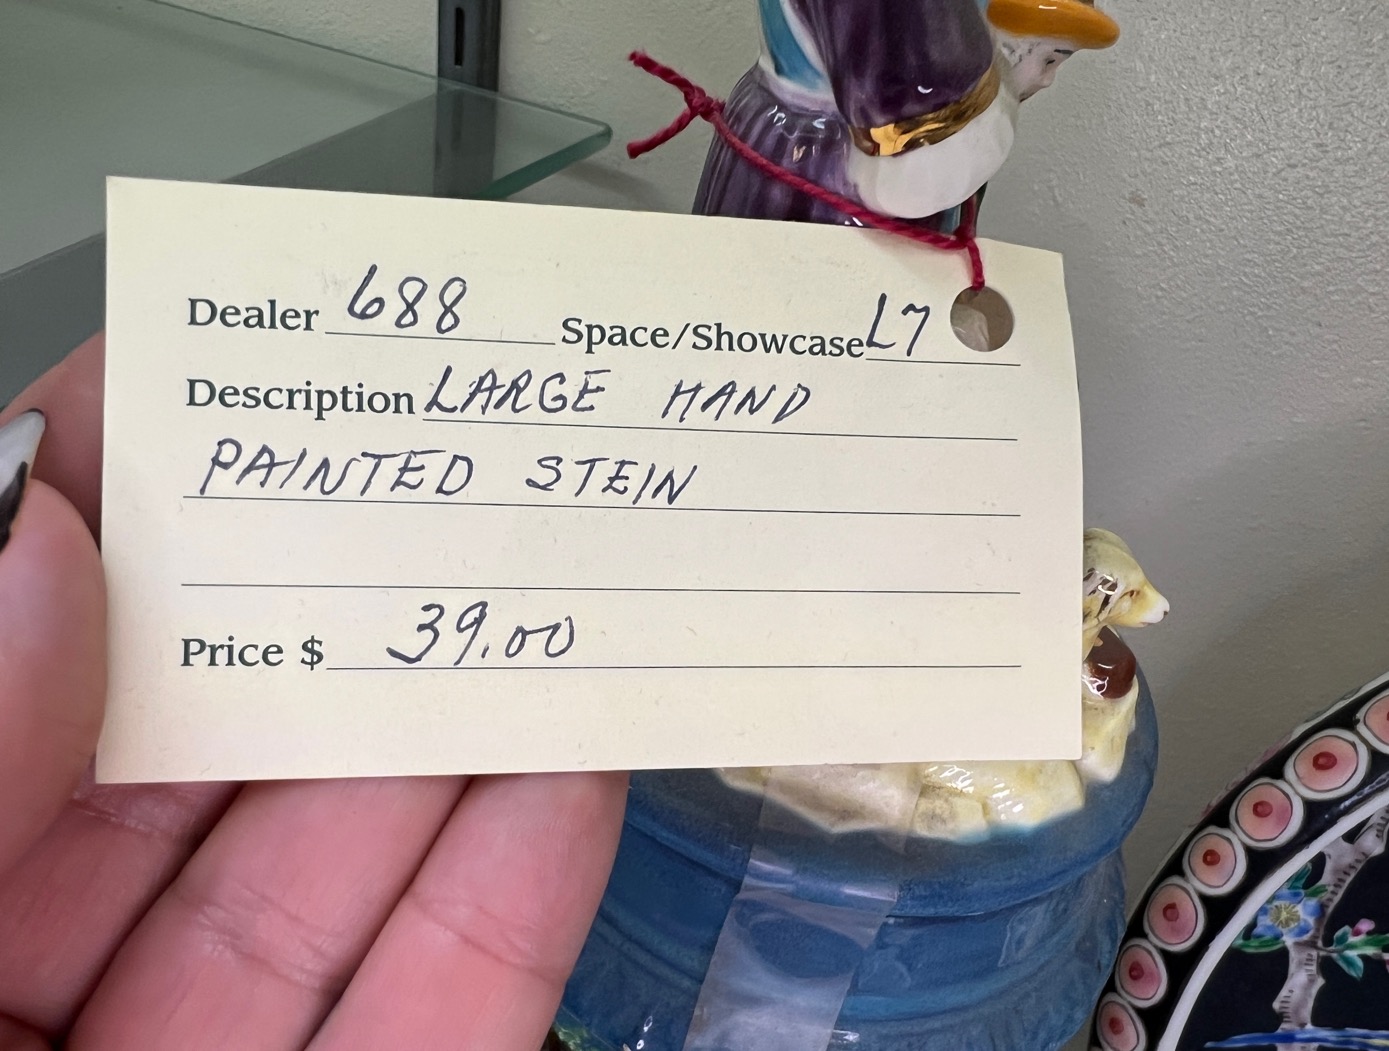 Dealer 688 Space/Showcase L7
Description LARGE HAND
PAINTED STEIN
Price $ 39.00